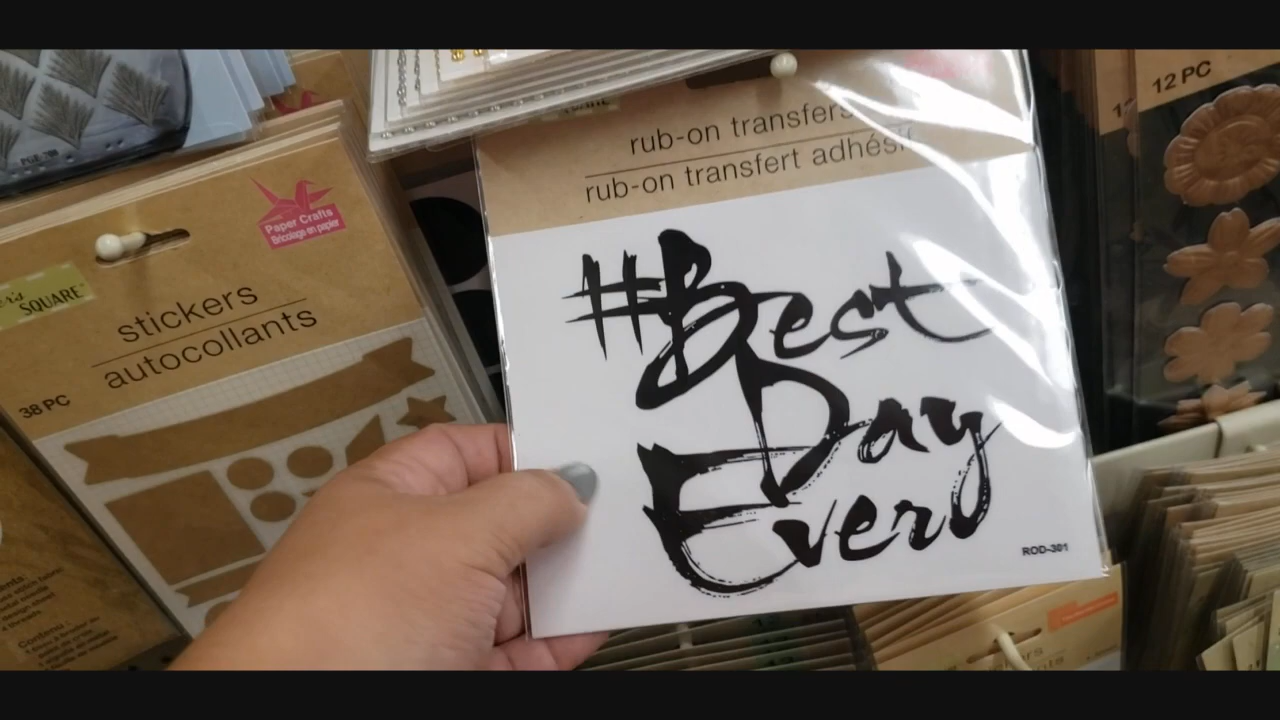 rub-on transfers
rub-on transfert adhésif
#Best
Day
Ever
ROD-301
Paper Crafts
Bricolage en papier
SQUARE
stickers
autocollants
38 PC
12 PC
Contenu